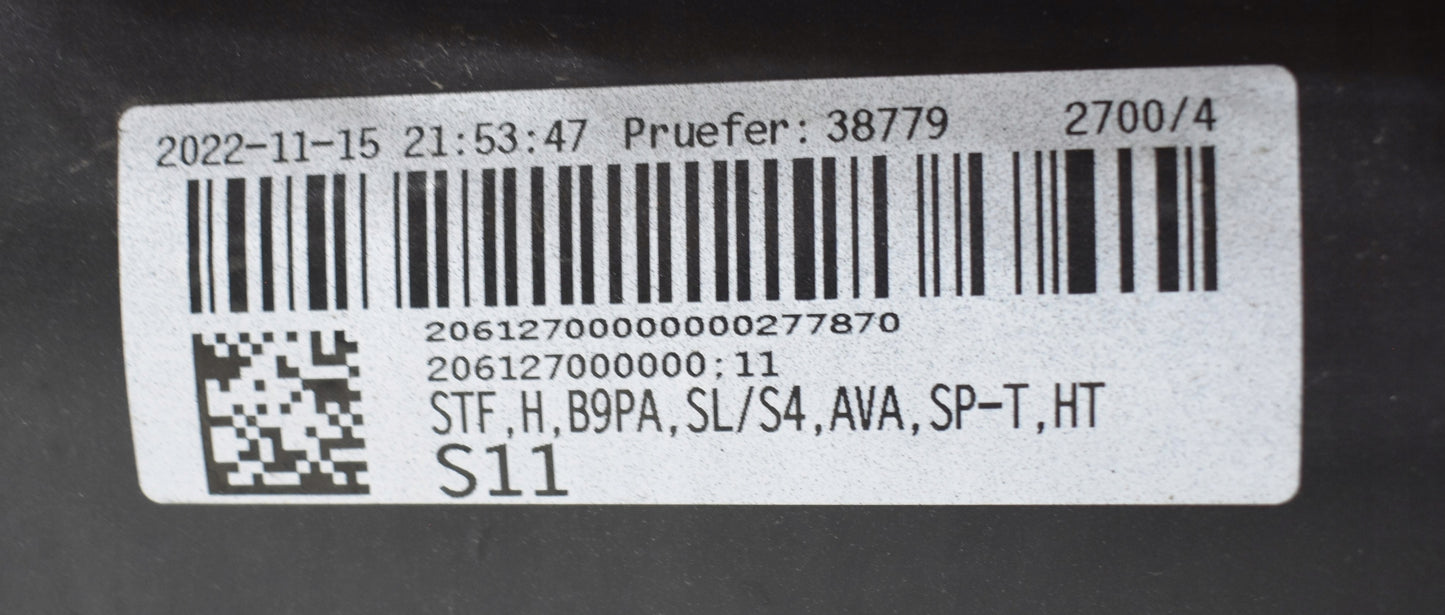 2022-11-15 21:53:47 Pruefer: 38779 2700/4
20612700000000277870
206127000000;11
STF,H,B9PA,SL/S4,AVA,SP-T,HT
S11